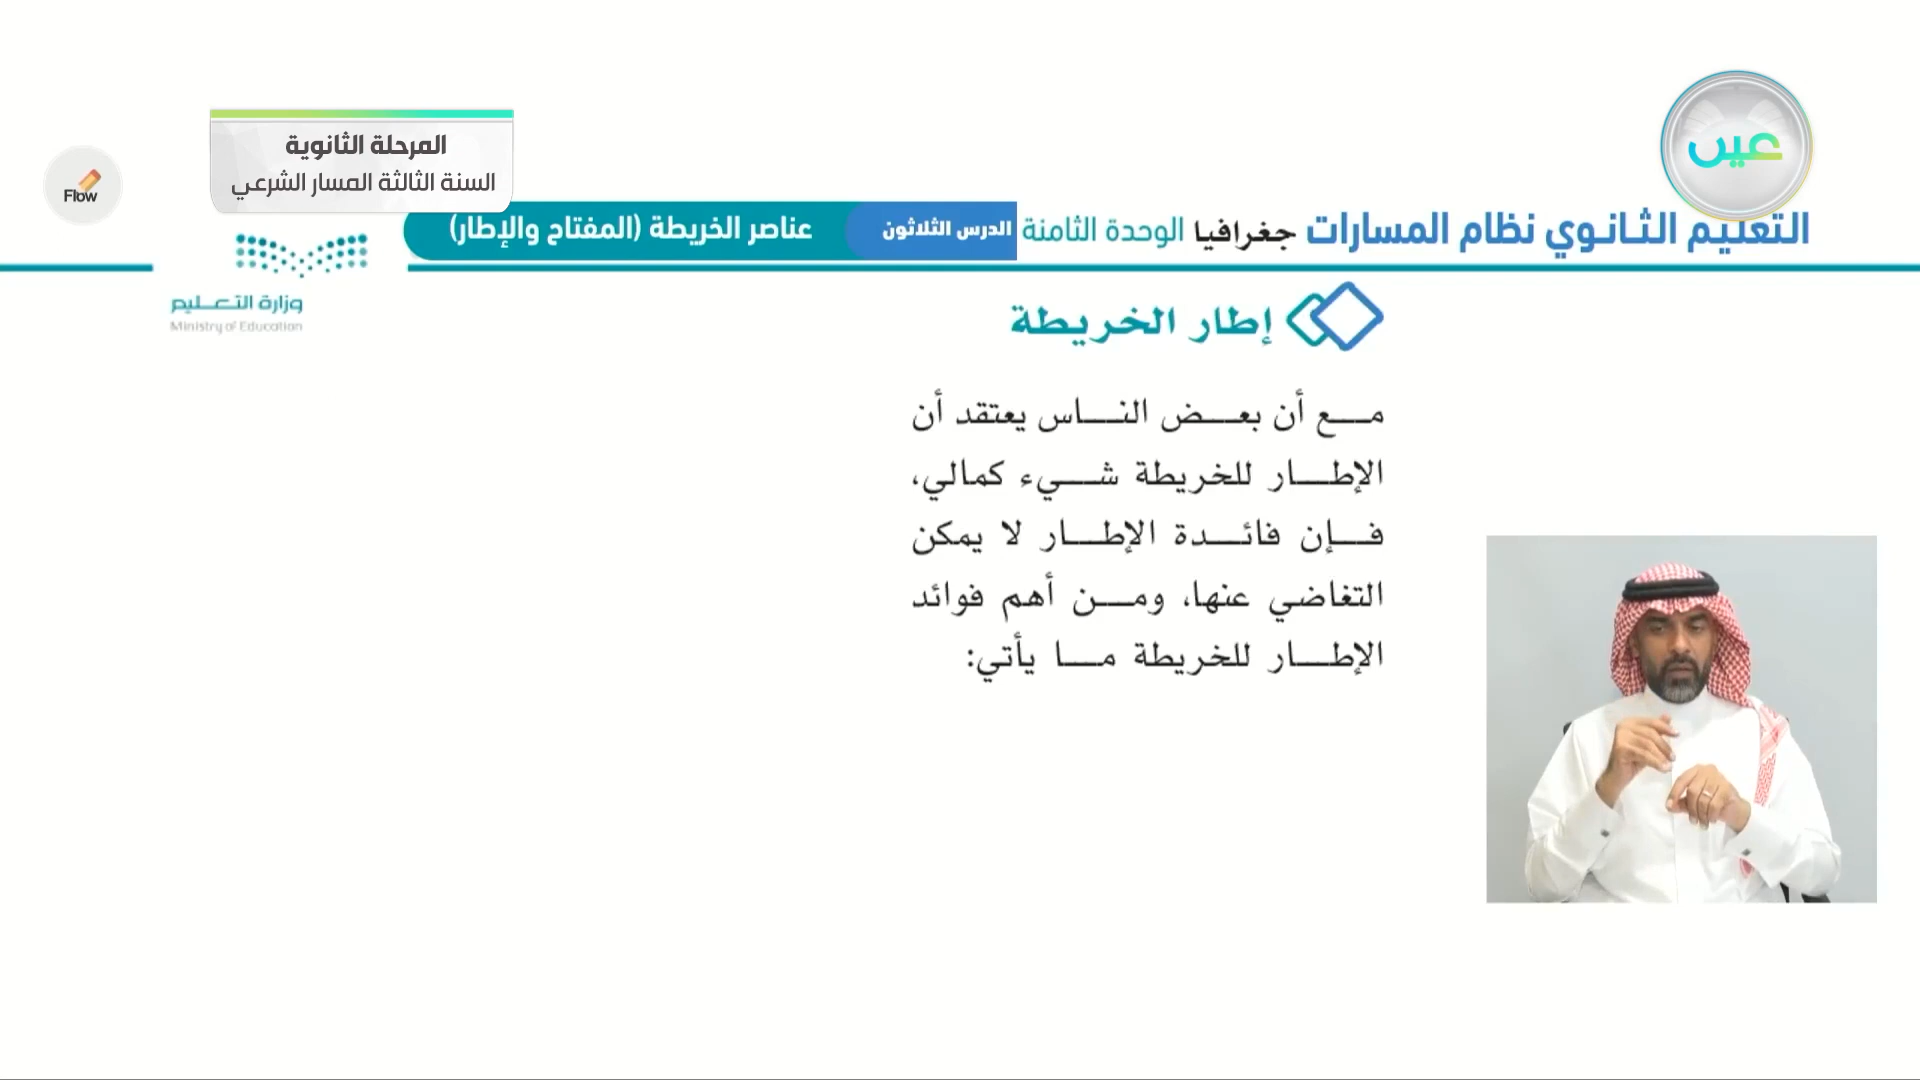 عين
المرحلة الثانوية
السنة الثالثة المسار الشرعي
Flow
التعليم الثانوي نظام المسارات جغرافيا الوحدة الثامنة الدرس الثلاثون عناصر الخريطة (المفتاح والإطار)
وزارة التعليم
Ministry of Education
إطار الخريطة
مع أن بعض الناس يعتقد أن
الإطار للخريطة شيء كمالي،
فإن فائدة الإطار لا يمكن
التغاضي عنها، ومن أهم فوائد
الإطار للخريطة ما يأتي: